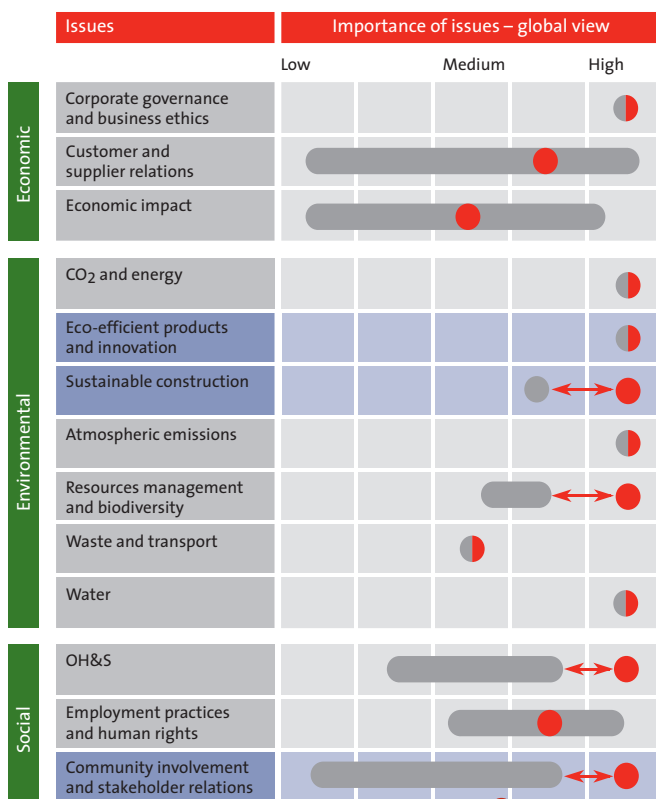 Issues
Importance of issues – global view
Low Medium High
Economic
Corporate governance
and business ethics
Customer and
supplier relations
Economic impact
Environmental
CO2 and energy
Eco-efficient products
and innovation
Sustainable construction
Atmospheric emissions
Resources management
and biodiversity
Waste and transport
Water
Social
OH&S
Employment practices
and human rights
Community involvement
and stakeholder relations